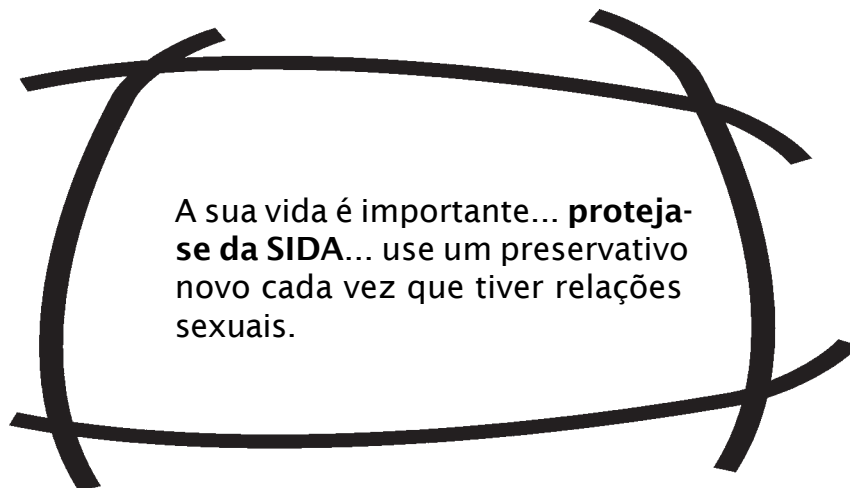 A sua vida é importante... proteja-
se da SIDA... use um preservativo
novo cada vez que tiver relações
sexuais.